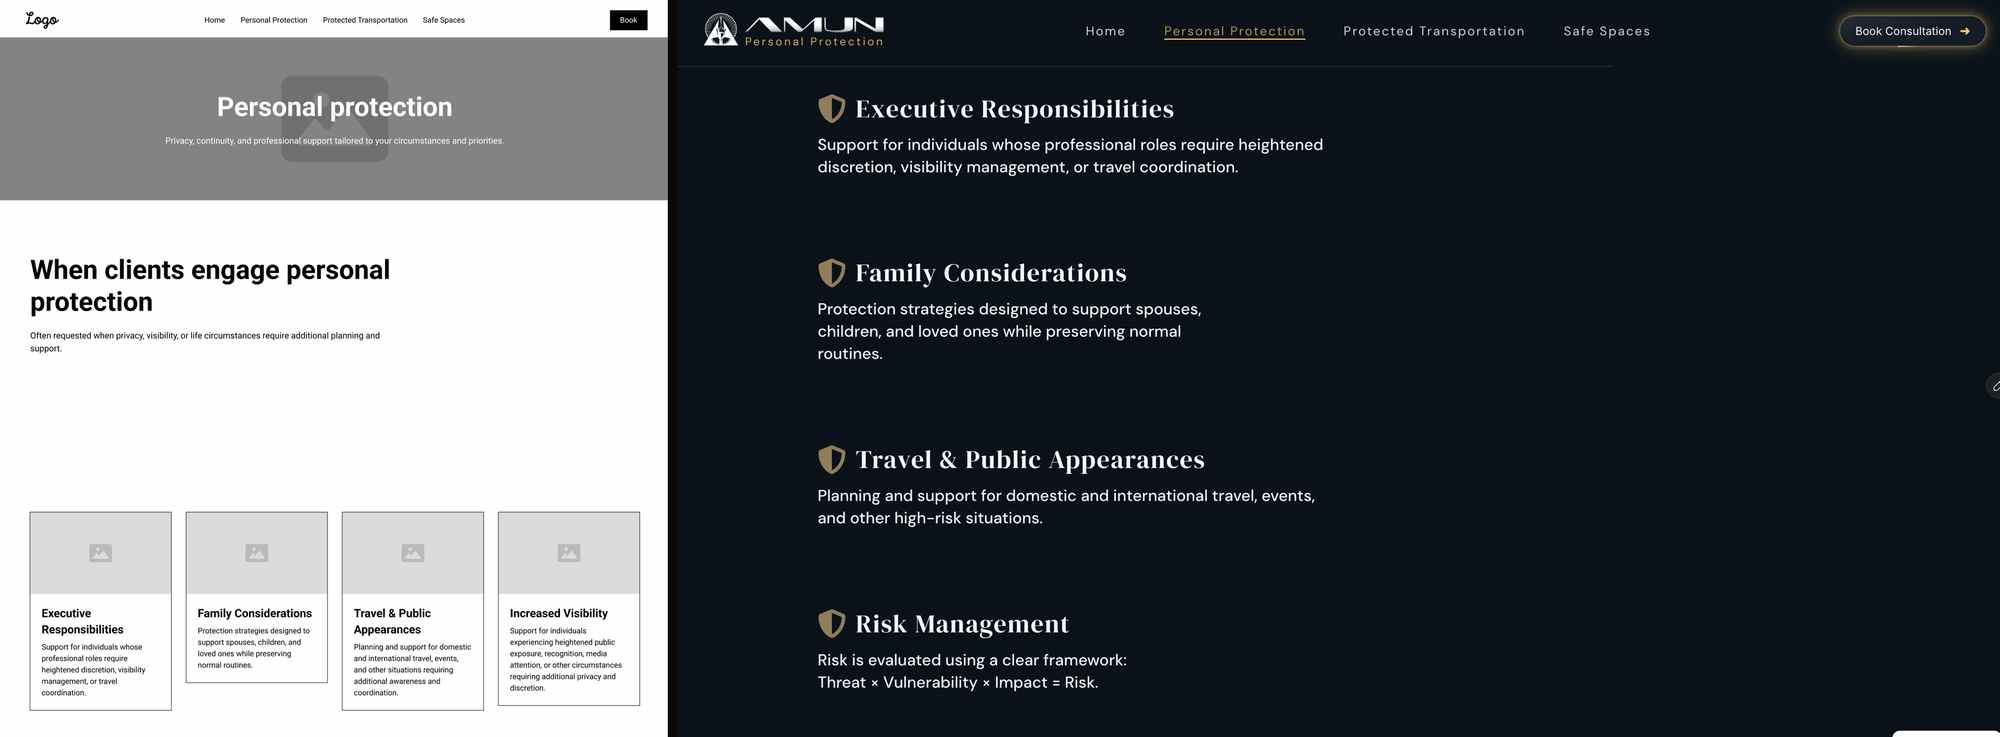 Logo
Home
Personal Protection
Protected Transportation
Safe Spaces
Book
Personal protection
Privacy, continuity, and professional support tailored to your circumstances and priorities.
When clients engage personal
protection
Often requested when privacy, visibility, or life circumstances require additional planning and
support.
Executive
Responsibilities
Support for individuals whose
professional roles require
heightened discretion, visibility
management, or travel
coordination.
Family Considerations
Protection strategies designed to
support spouses, children, and
loved ones while preserving
normal routines.
Travel & Public
Appearances
Planning and support for domestic
and international travel, events,
and other situations requiring
additional awareness and
coordination.
Increased Visibility
Support for individuals
experiencing heightened public
exposure, recognition, media
attention, or other circumstances
requiring additional privacy and
discretion.
AMUN
Personal Protection
Home
Personal Protection
Protected Transportation
Safe Spaces
Book Consultation
Executive Responsibilities
Support for individuals whose professional roles require heightened
discretion, visibility management, or travel coordination.
Family Considerations
Protection strategies designed to support spouses,
children, and loved ones while preserving normal
routines.
Travel & Public Appearances
Planning and support for domestic and international travel, events,
and other high-risk situations.
Risk Management
Risk is evaluated using a clear framework:
Threat × Vulnerability × Impact = Risk.